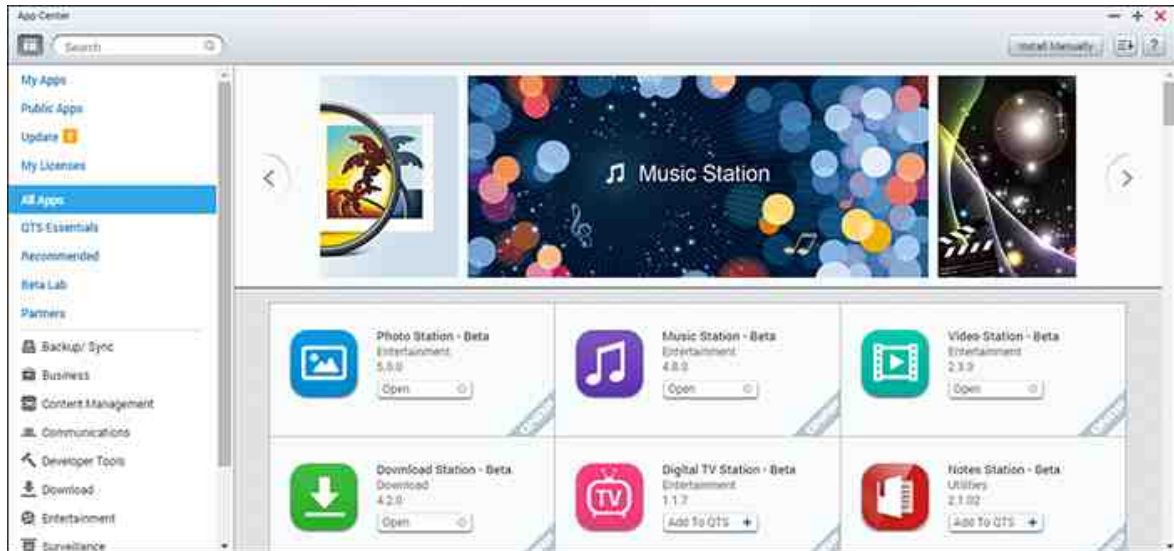 App Center
Search
Install Manually
?
My Apps
Public Apps
Update
My Licenses
All Apps
QTS Essentials
Recommended
Beta Lab
Partners
Backup/ Sync
Business
Content Management
Communications
Developer Tools
Download
Entertainment
Surveillance
Music Station
Photo Station - Beta
Entertainment
5.0.0
Open
Music Station - Beta
Entertainment
4.8.0
Open
Video Station - Beta
Entertainment
2.3.0
Open
Download Station - Beta
Download
4.2.0
Open
TV
Digital TV Station - Beta
Entertainment
1.1.7
Add To QTS +
Notes Station - Beta
Utilities
2.1.02
Add To QTS +